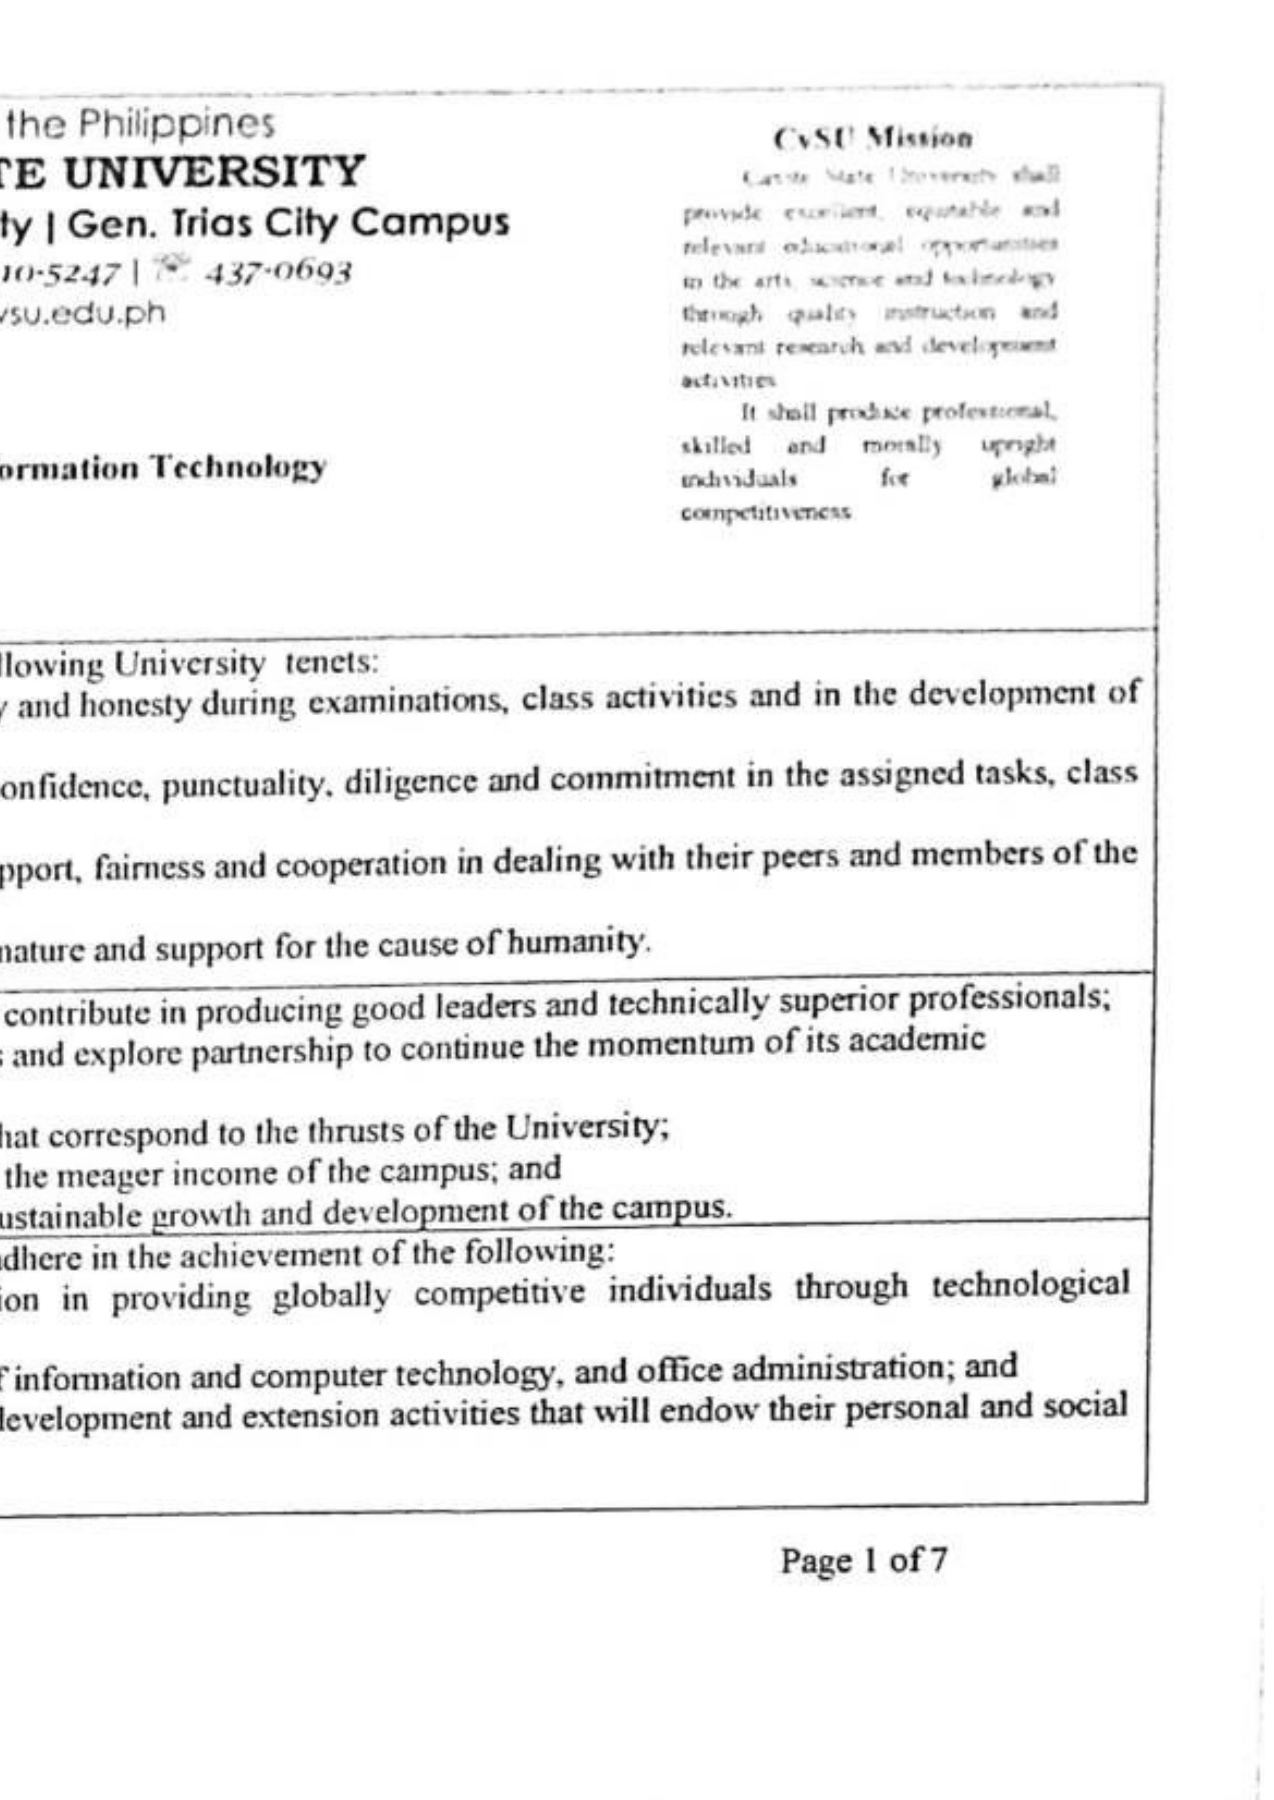 the Philippines
TE UNIVERSITY
ty | Gen. Trias City Campus
10-5247 | 437-0693
vsu.edu.ph
ormation Technology
CvSU Mission
Cavite State University shall
provide excellent, equitable and
relevant educational opportunities
in the arts, science and technology
through quality instruction and
relevant research and development
activities
It shall produce professional,
skilled and morally upright
individuals for global
competitiveness
llowing University tenets:
y and honesty during examinations, class activities and in the development of
onfidence, punctuality, diligence and commitment in the assigned tasks, class
pport, fairness and cooperation in dealing with their peers and members of the
nature and support for the cause of humanity.
contribute in producing good leaders and technically superior professionals;
s and explore partnership to continue the momentum of its academic
hat correspond to the thrusts of the University;
the meager income of the campus; and
ustainable growth and development of the campus.
dhere in the achievement of the following:
ion in providing globally competitive individuals through technological
f information and computer technology, and office administration; and
development and extension activities that will endow their personal and social
Page 1 of 7